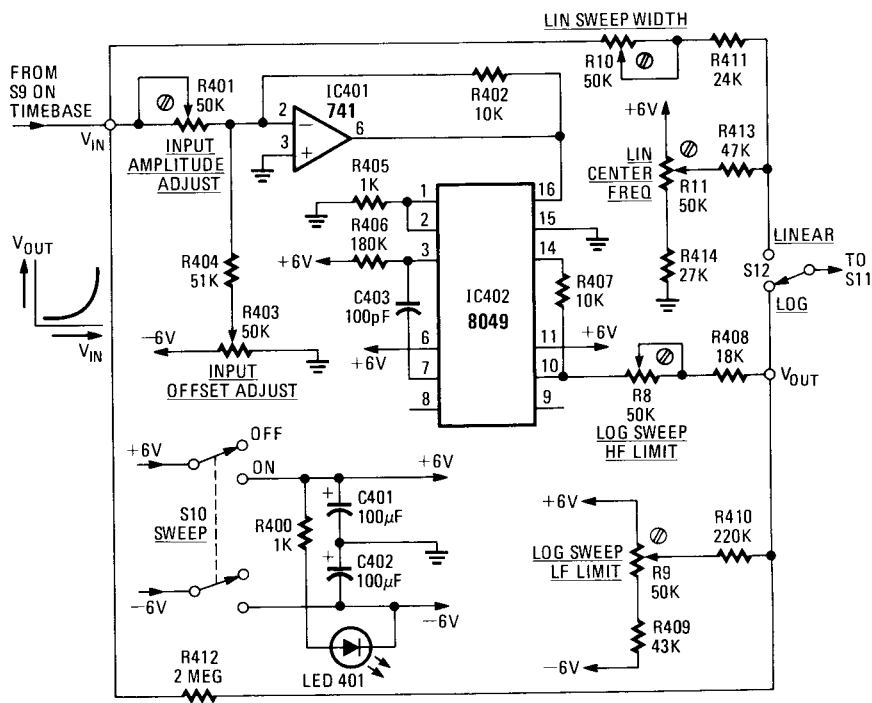 LIN SWEEP WIDTH
FROM
S9 ON
TIMEBASE
V_IN
R401
50K
INPUT
AMPLITUDE
ADJUST
IC401
741
2
3
6
−
+
R402
10K
R10
50K
R411
24K
+6V
LIN
CENTER
FREQ
R11
50K
R413
47K
R414
27K
LINEAR
S12
LOG
TO
S11
R405
1K
R406
180K
+6V
C403
100pF
+6V
1
2
3
6
7
8
IC402
8049
16
15
14
11
10
9
R407
10K
+6V
R8
50K
LOG SWEEP
HF LIMIT
R408
18K
V_OUT
V_OUT
V_IN
R404
51K
R403
50K
−6V
INPUT
OFFSET ADJUST
+6V
OFF
ON
S10
SWEEP
−6V
R400
1K
+
C401
100μF
+
C402
100μF
+6V
−6V
LED 401
R412
2 MEG
+6V
LOG SWEEP
LF LIMIT
R9
50K
R410
220K
R409
43K
−6V